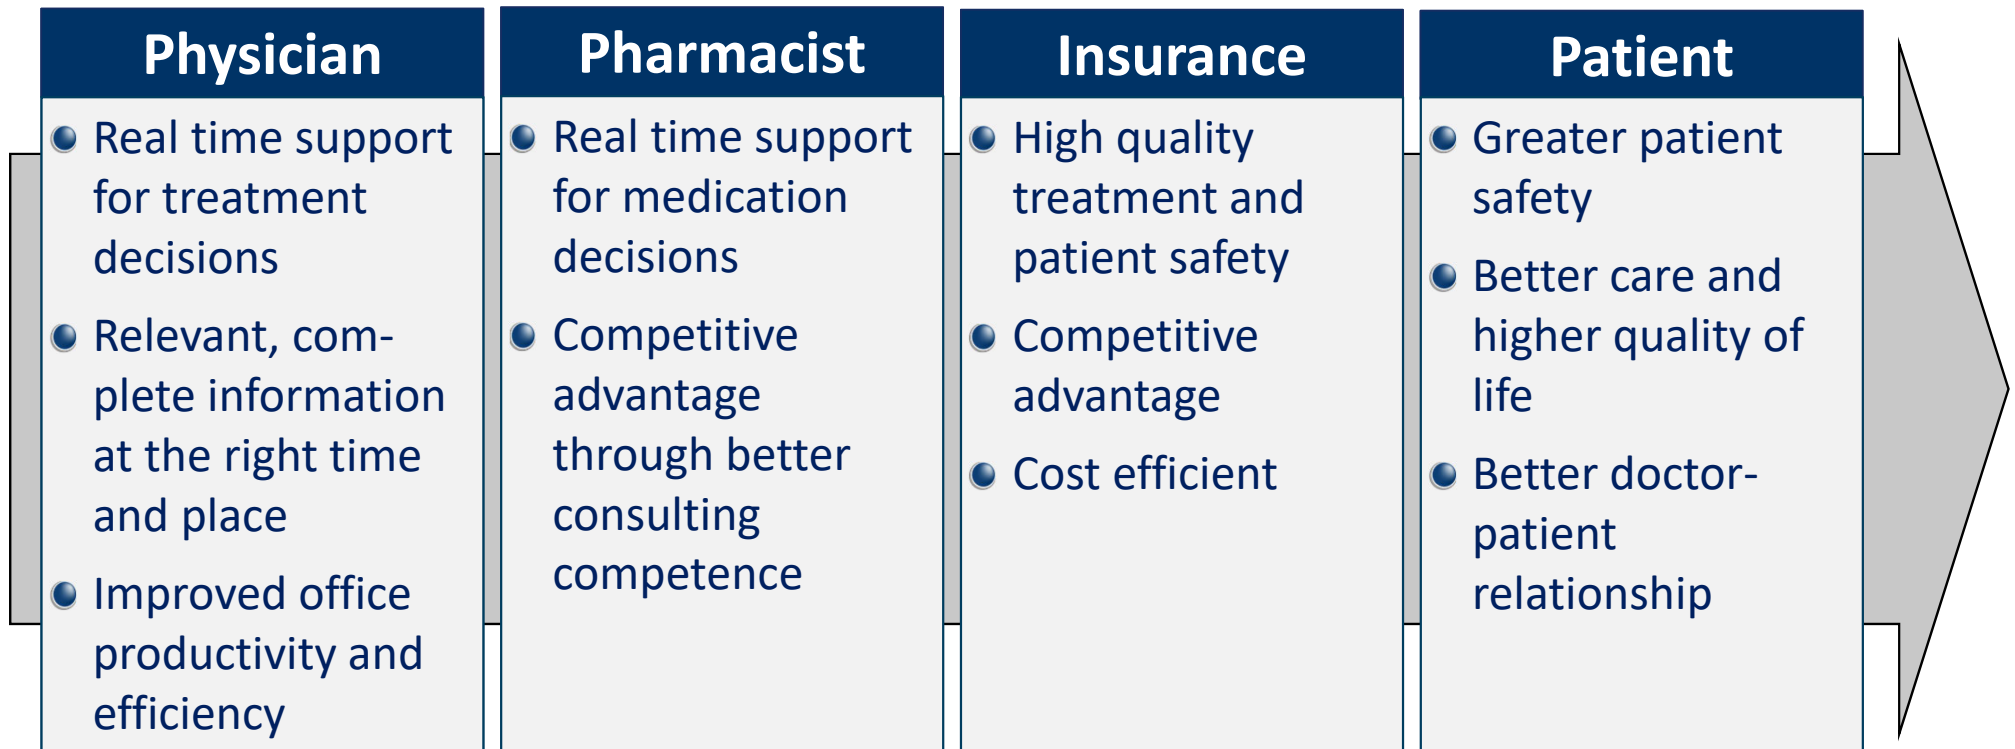 Physician
Real time support
for treatment
decisions
Relevant, com-
plete information
at the right time
and place
Improved office
productivity and
efficiency
Pharmacist
Real time support
for medication
decisions
Competitive
advantage
through better
consulting
competence
Insurance
High quality
treatment and
patient safety
Competitive
advantage
Cost efficient
Patient
Greater patient
safety
Better care and
higher quality of
life
Better doctor-
patient
relationship